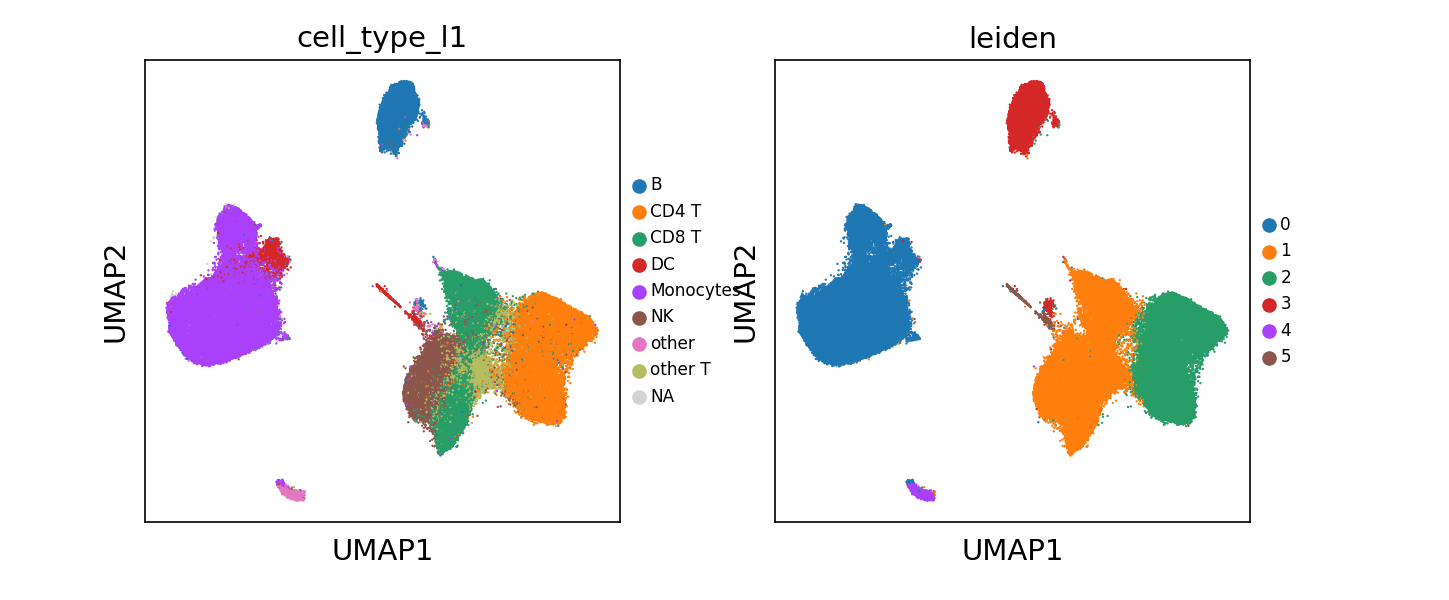 cell_type_l1
UMAP2
UMAP1
B
CD4 T
CD8 T
DC
Monocytes
NK
other
other T
NA
leiden
UMAP2
UMAP1
0
1
2
3
4
5